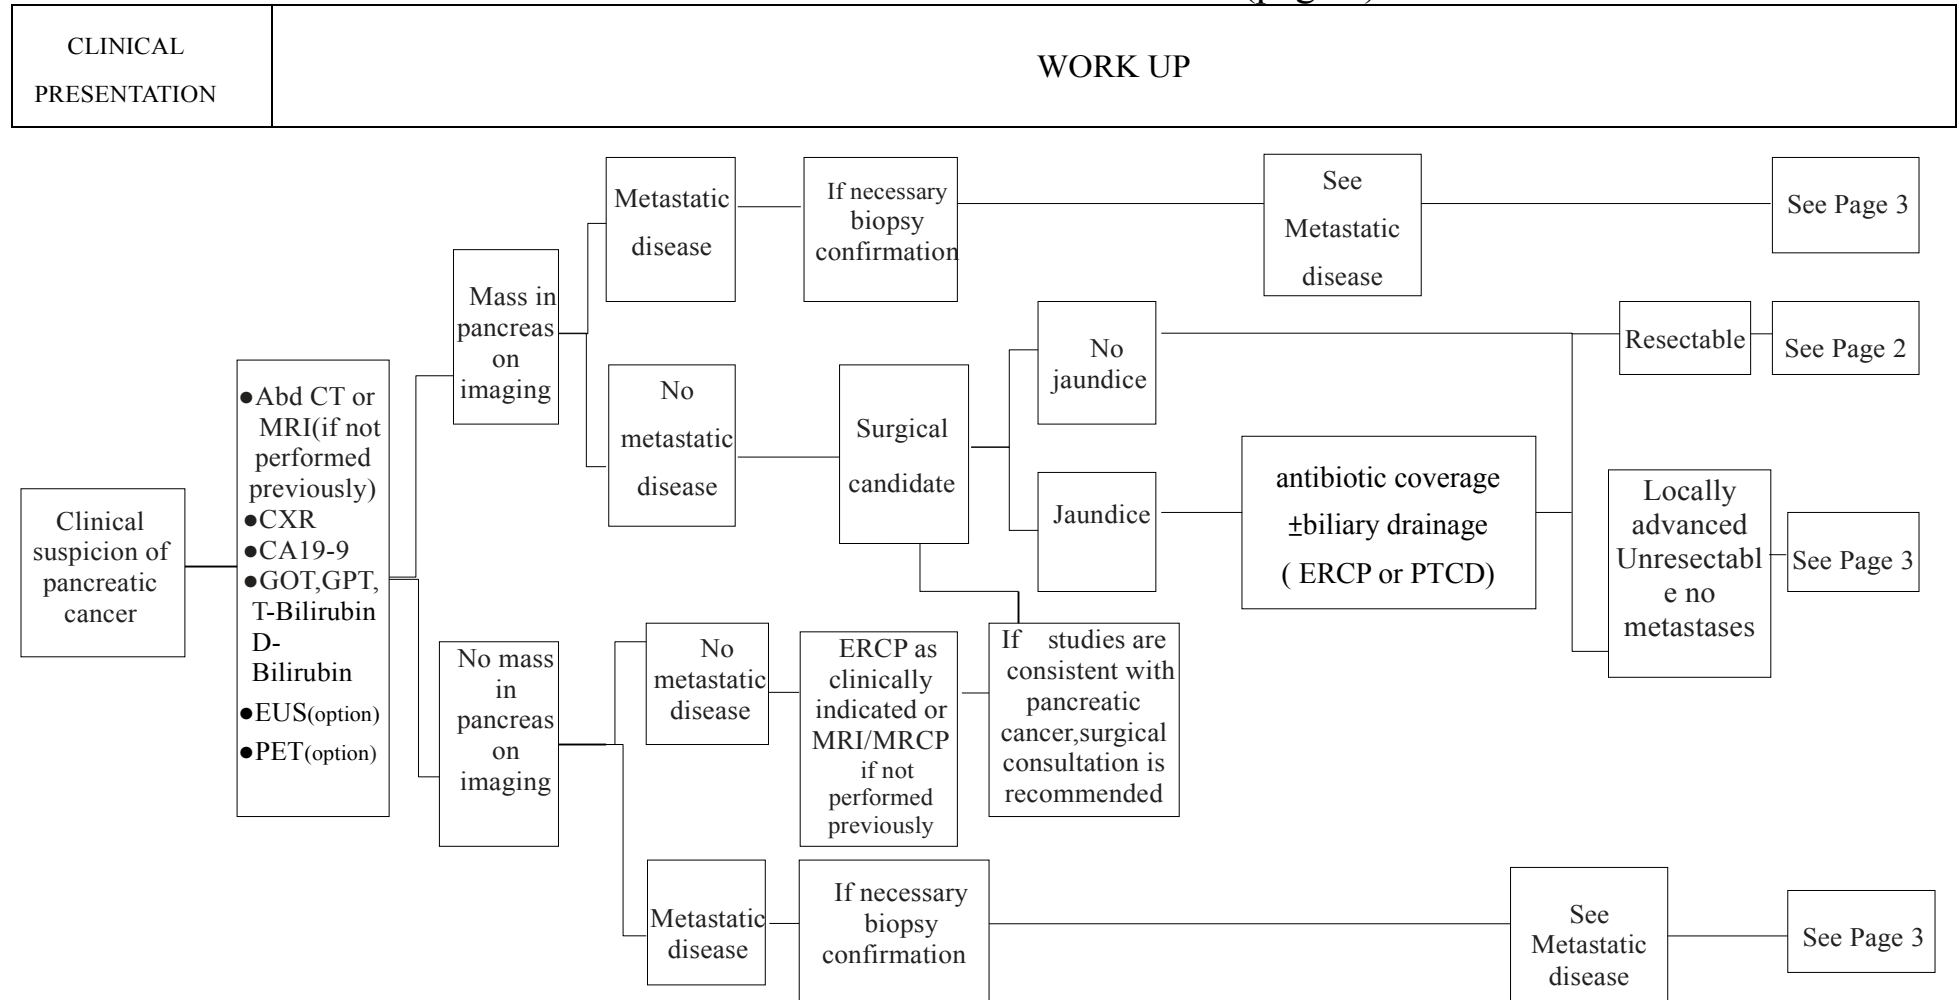 CLINICAL
PRESENTATION
WORK UP
Clinical
suspicion of
pancreatic
cancer
●Abd CT or
MRI(if not
performed
previously)
●CXR
●CA19-9
●GOT,GPT,
T-Bilirubin
D-
Bilirubin
●EUS(option)
●PET(option)
Mass in
pancreas
on
imaging
Metastatic
disease
If necessary
biopsy
confirmation
See
Metastatic
disease
See Page 3
No
metastatic
disease
Surgical
candidate
No
jaundice
Jaundice
antibiotic coverage
±biliary drainage
( ERCP or PTCD)
Resectable
See Page 2
Locally
advanced
Unresectabl
e no
metastases
See Page 3
No mass
in
pancreas
on
imaging
No
metastatic
disease
ERCP as
clinically
indicated or
MRI/MRCP
if not
performed
previously
If studies are
consistent with
pancreatic
cancer,surgical
consultation is
recommended
Metastatic
disease
If necessary
biopsy
confirmation
See
Metastatic
disease
See Page 3